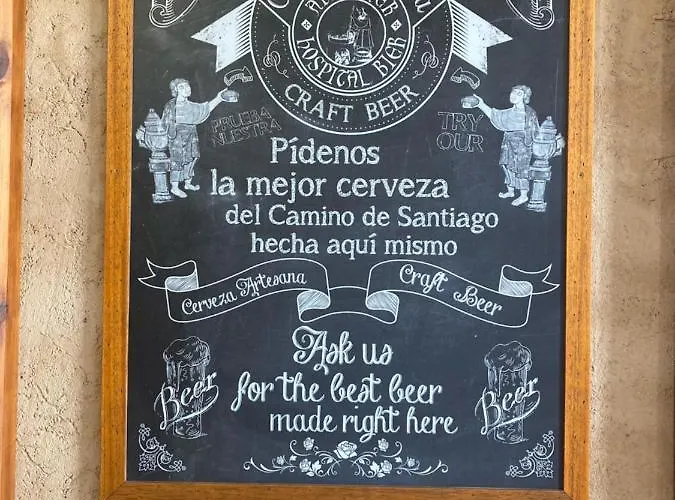 HOSPITAL BIER
CRAFT BEER
PRUEBA
NUESTRA
TRY
OUR
Pídenos
la mejor cerveza
del Camino de Santiago
hecha aquí mismo
Cerveza Artesana
Craft Beer
Ask us
for the best beer
made right here
Beer
Beer